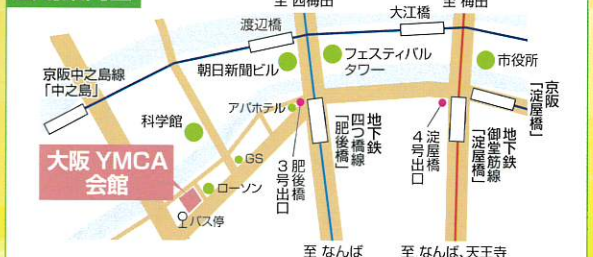 至 西梅田
至 梅田
渡辺橋
大江橋
京阪中之島線
「中之島」
朝日新聞ビル
フェスティバル
タワー
市役所
京阪
「淀屋橋」
科学館
アパホテル
地下鉄
四つ橋線
「肥後橋」
地下鉄
御堂筋線
「淀屋橋」
淀屋橋
4号出口
肥後橋
3号出口
大阪 YMCA
会館
GS
ローソン
バス停
至 なんば
至 なんば、天王寺